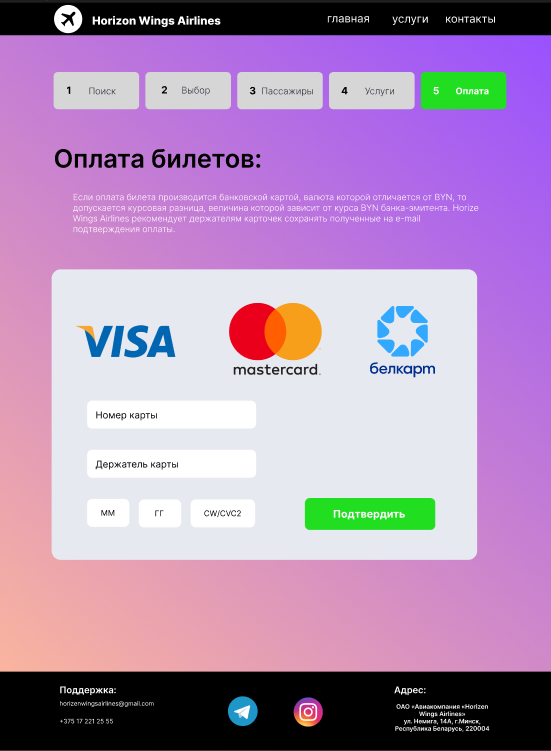 Horizon Wings Airlines
главная услуги контакты
1 Поиск
2 Выбор
3 Пассажиры
4 Услуги
5 Оплата
Оплата билетов:
Если оплата билета производится банковской картой, валюта которой отличается от BYN, то
допускается курсовая разница, величина которой зависит от курса BYN банка-эмитента. Horize
Wings Airlines рекомендует держателям карточек сохранять полученные на e-mail
подтверждения оплаты.
VISA
mastercard.
белкарт
Номер карты
Держатель карты
ММ
ГГ
CW/CVC2
Подтвердить
Поддержка:
horizenwingsairlines@gmail.com
+375 17 221 25 55
Адрес:
ОАО «Авиакомпания «Horizon
Wings Airlines»
ул. Немига, 14А, г.Минск,
Республика Беларусь, 220004